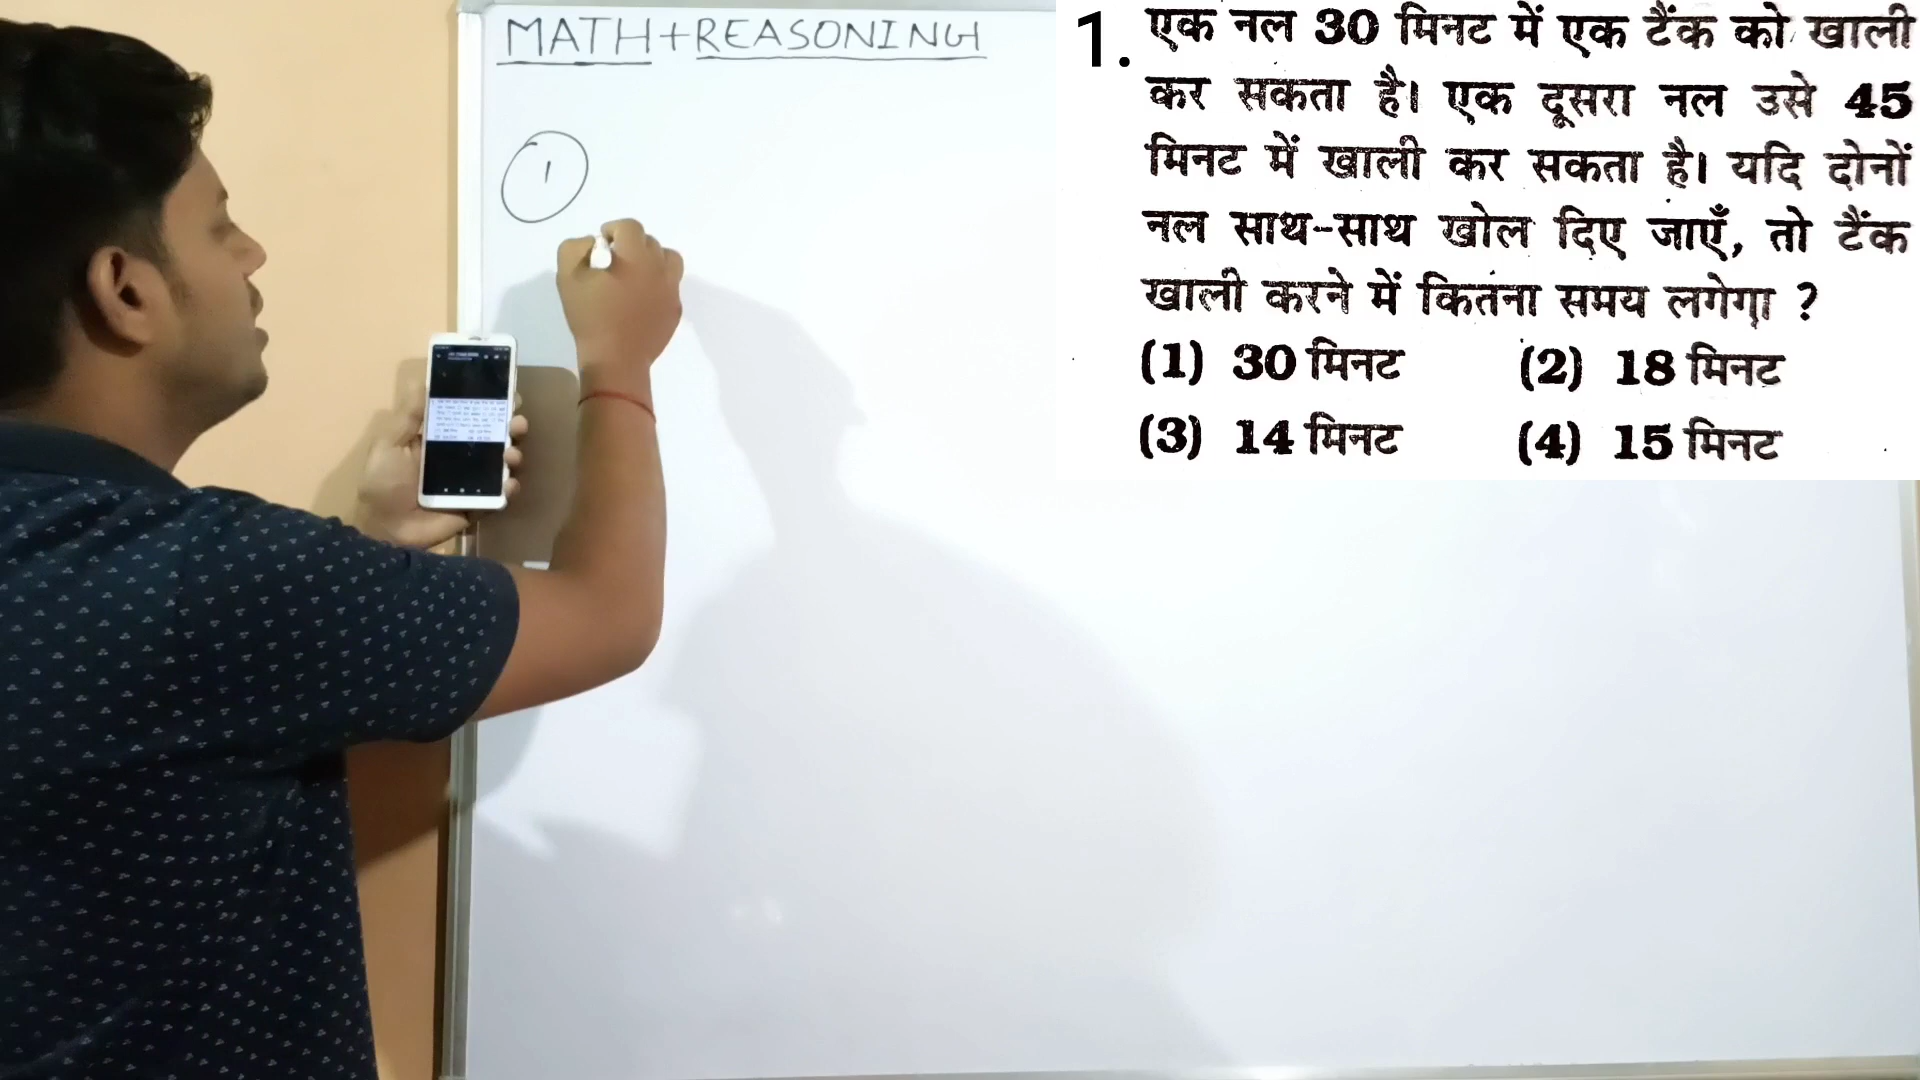 MATH+REASONING
1
1. एक नल 30 मिनट में एक टैंक को खाली
कर सकता है। एक दूसरा नल उसे 45
मिनट में खाली कर सकता है। यदि दोनों
नल साथ-साथ खोल दिए जाएँ, तो टैंक
खाली करने में कितना समय लगेगा ?
(1) 30 मिनट (2) 18 मिनट
(3) 14 मिनट (4) 15 मिनट